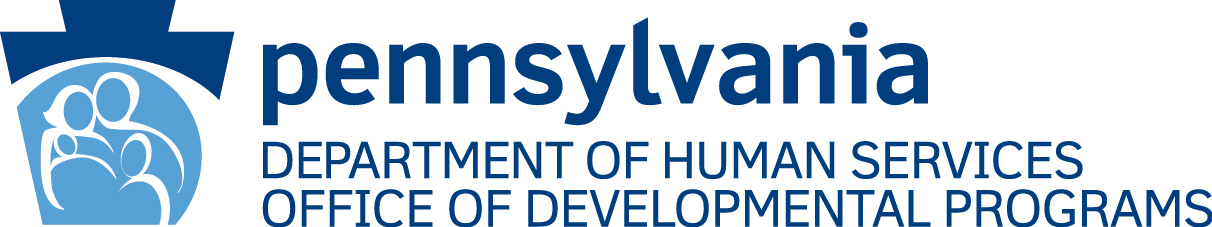 pennsylvania
DEPARTMENT OF HUMAN SERVICES
OFFICE OF DEVELOPMENTAL PROGRAMS